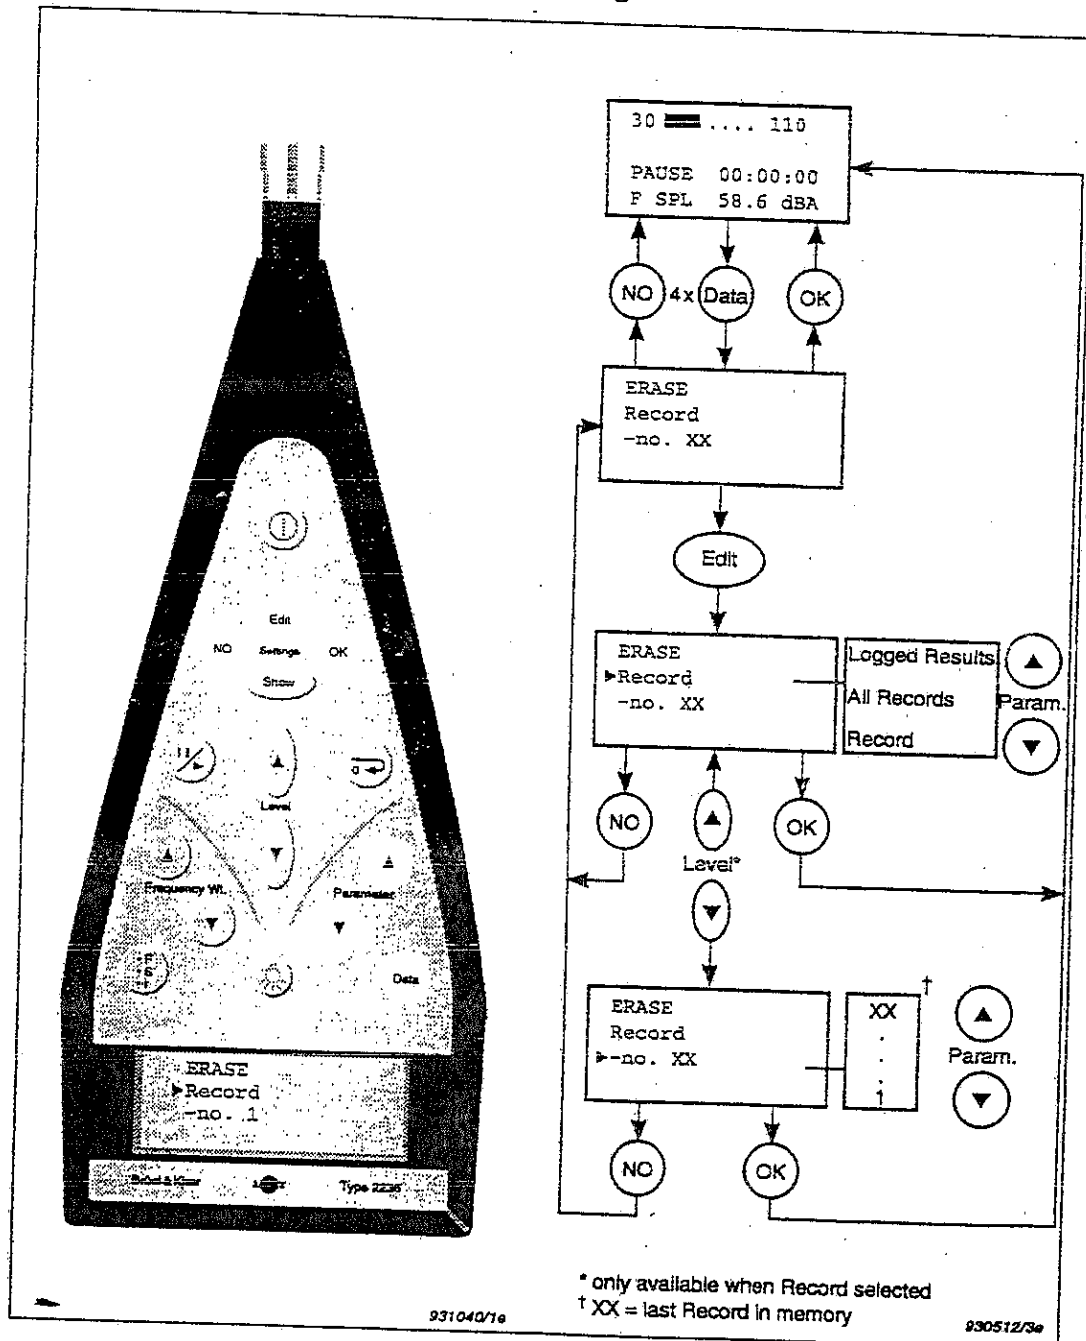 30 .... 110
PAUSE 00:00:00
F SPL 58.6 dBA
NO 4x Data OK
ERASE
Record
-no. XX
Edit
ERASE
▶Record
-no. XX
Logged Results
All Records
Record
▲
Param.
▼
NO
▲
Level*
▼
OK
ERASE
Record
▶-no. XX
XX †
.
.
.
1
▲
Param.
▼
NO
OK
* only available when Record selected
† XX = last Record in memory
930512/3e
Edit
NO Settings OK
Show
▲
Level
▼
▲
Frequency Wt.
▼
▲
Parameter
▼
Data
ERASE
▶Record
-no. 1
Brüel & Kjær
Type 2236
931040/1e